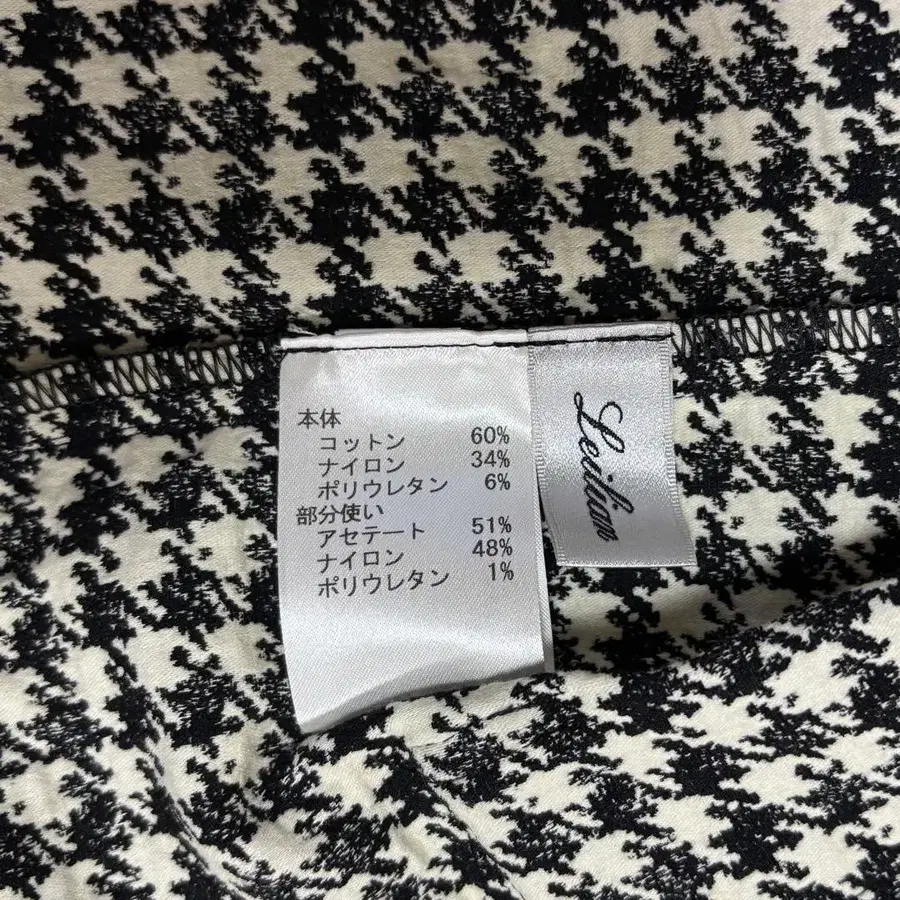 本体
コットン 60%
ナイロン 34%
ポリウレタン 6%
部分使い
アセテート 51%
ナイロン 48%
ポリウレタン 1%
Leilian